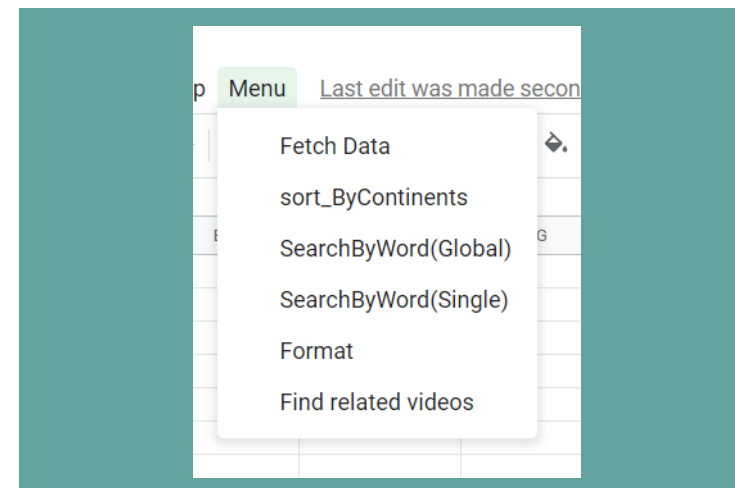 p Menu Last edit was made secon
Fetch Data
sort_ByContinents
SearchByWord(Global)
G
SearchByWord(Single)
Format
Find related videos